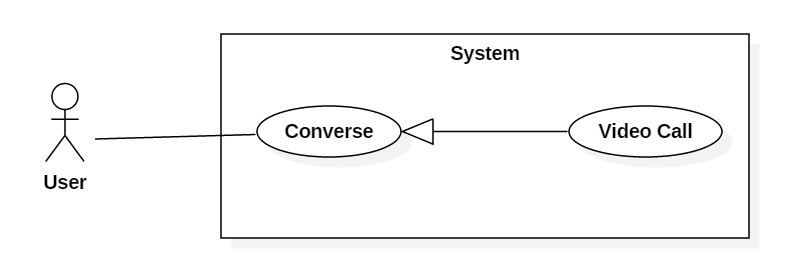 System
Converse
Video Call
User